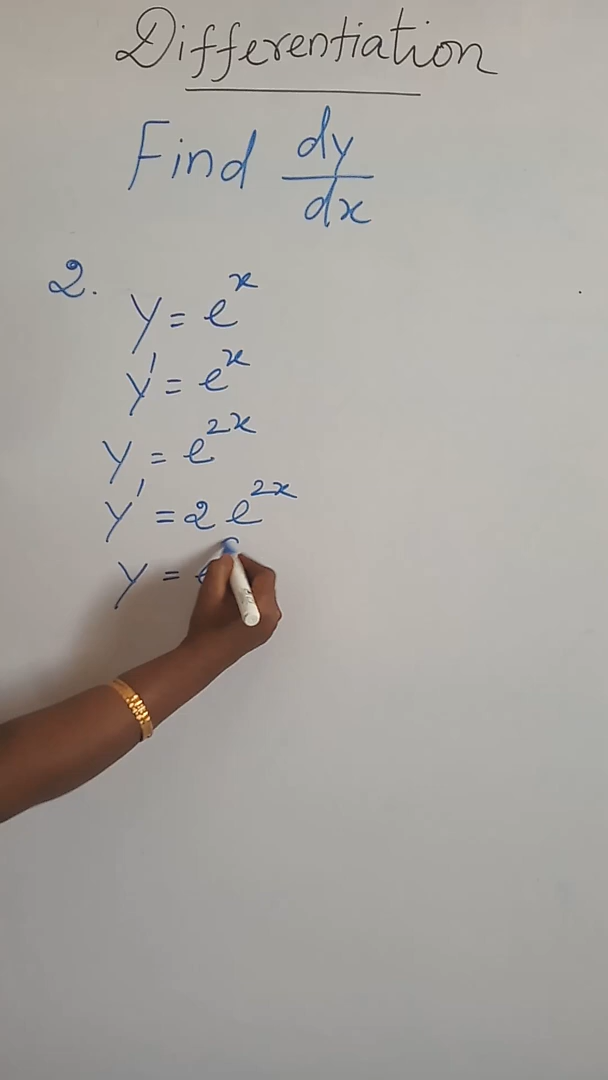 Differentiation
Find dy/dx
2.
y = e^x
y' = e^x
y = e^2x
y' = 2e^2x
y =